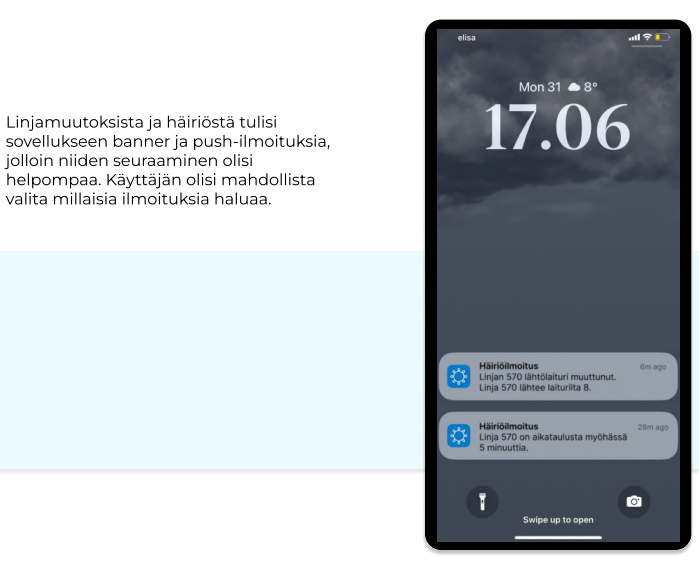 Linjamuutoksista ja häiriöstä tulisi
sovellukseen banner ja push-ilmoituksia,
jolloin niiden seuraaminen olisi
helpompaa. Käyttäjän olisi mahdollista
valita millaisia ilmoituksia haluaa.
elisa
Mon 31 8°
17.06
Häiriöilmoitus 6m ago
Linjan 570 lähtölaituri muuttunut.
Linja 570 lähtee laiturilta 8.
Häiriöilmoitus 28m ago
Linja 570 on aikataulusta myöhässä
5 minuuttia.
Swipe up to open